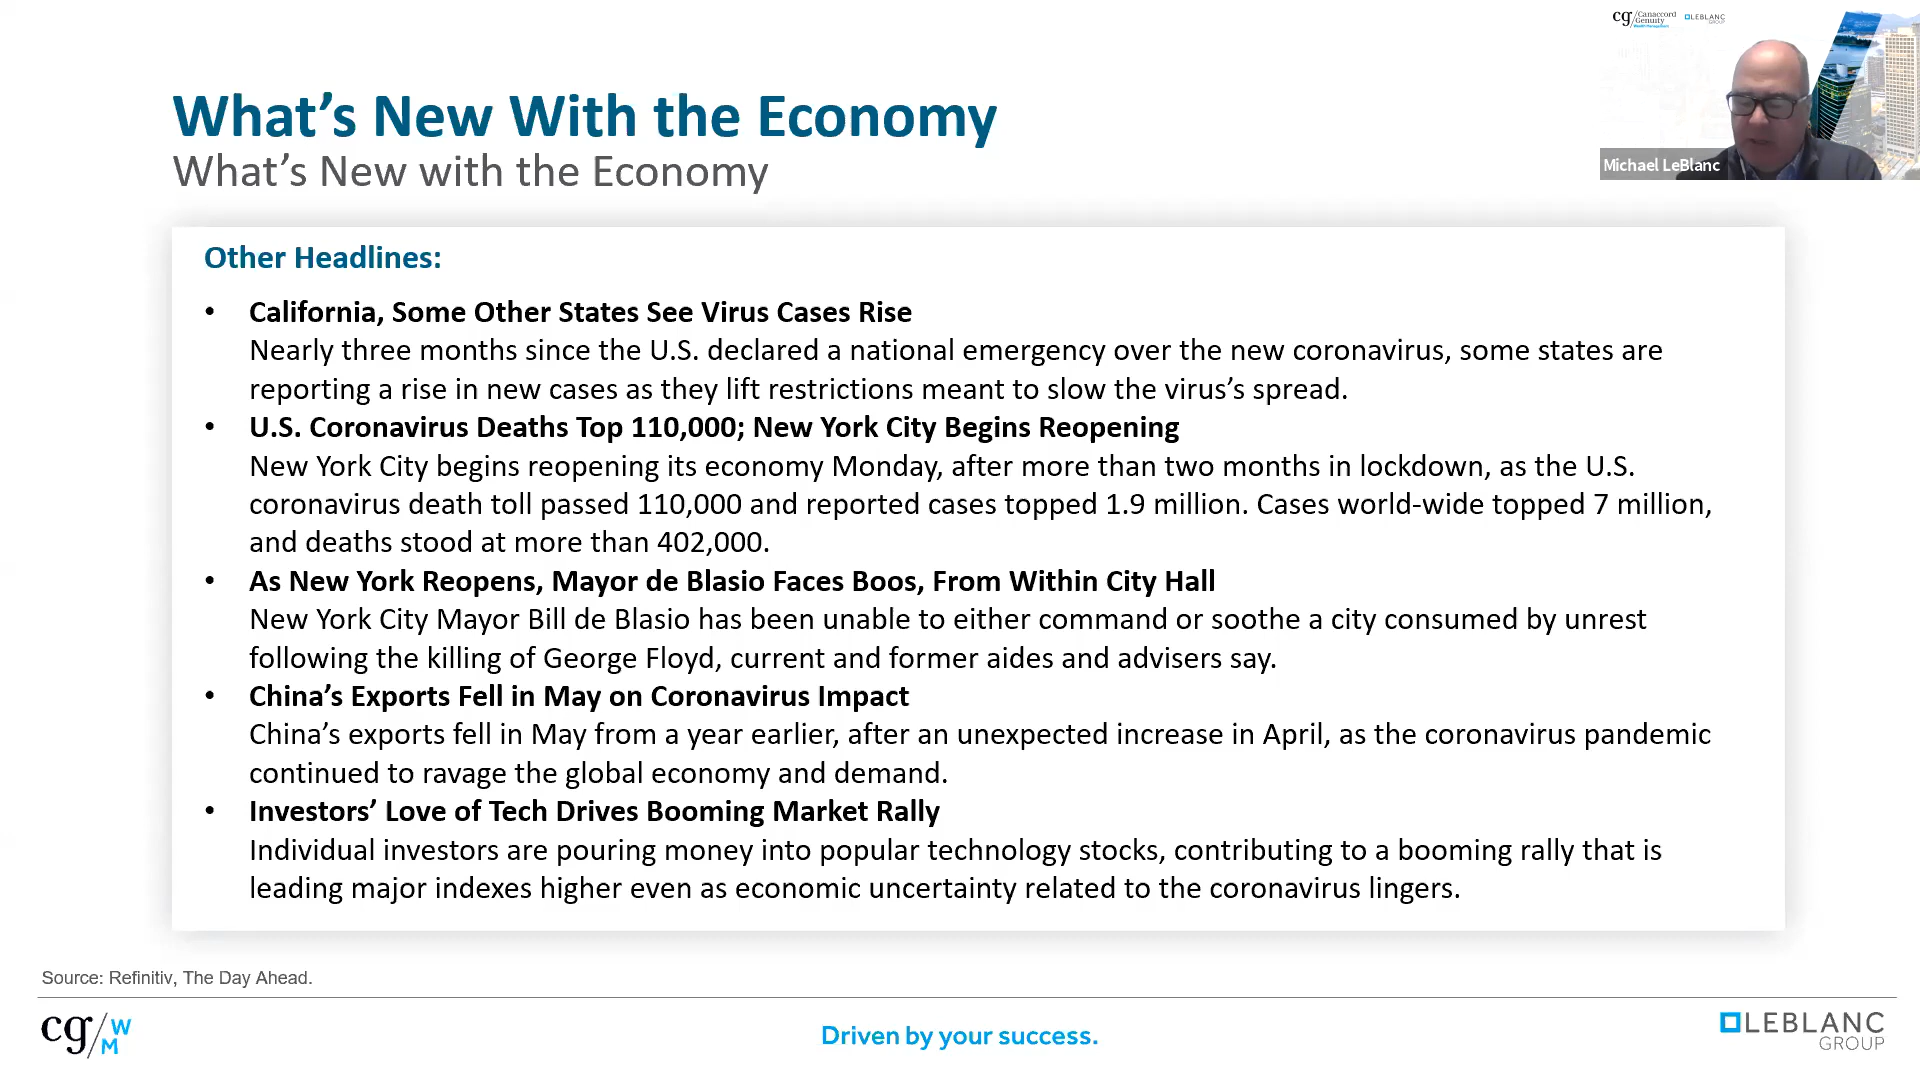 cg/Canaccord Genuity
Wealth Management
LEBLANC
GROUP
What’s New With the Economy
What’s New with the Economy
Michael LeBlanc
Other Headlines:
• California, Some Other States See Virus Cases Rise
Nearly three months since the U.S. declared a national emergency over the new coronavirus, some states are
reporting a rise in new cases as they lift restrictions meant to slow the virus’s spread.
• U.S. Coronavirus Deaths Top 110,000; New York City Begins Reopening
New York City begins reopening its economy Monday, after more than two months in lockdown, as the U.S.
coronavirus death toll passed 110,000 and reported cases topped 1.9 million. Cases world-wide topped 7 million,
and deaths stood at more than 402,000.
• As New York Reopens, Mayor de Blasio Faces Boos, From Within City Hall
New York City Mayor Bill de Blasio has been unable to either command or soothe a city consumed by unrest
following the killing of George Floyd, current and former aides and advisers say.
• China’s Exports Fell in May on Coronavirus Impact
China’s exports fell in May from a year earlier, after an unexpected increase in April, as the coronavirus pandemic
continued to ravage the global economy and demand.
• Investors’ Love of Tech Drives Booming Market Rally
Individual investors are pouring money into popular technology stocks, contributing to a booming rally that is
leading major indexes higher even as economic uncertainty related to the coronavirus lingers.
Source: Refinitiv, The Day Ahead.
cg/WM
Driven by your success.
LEBLANC
GROUP